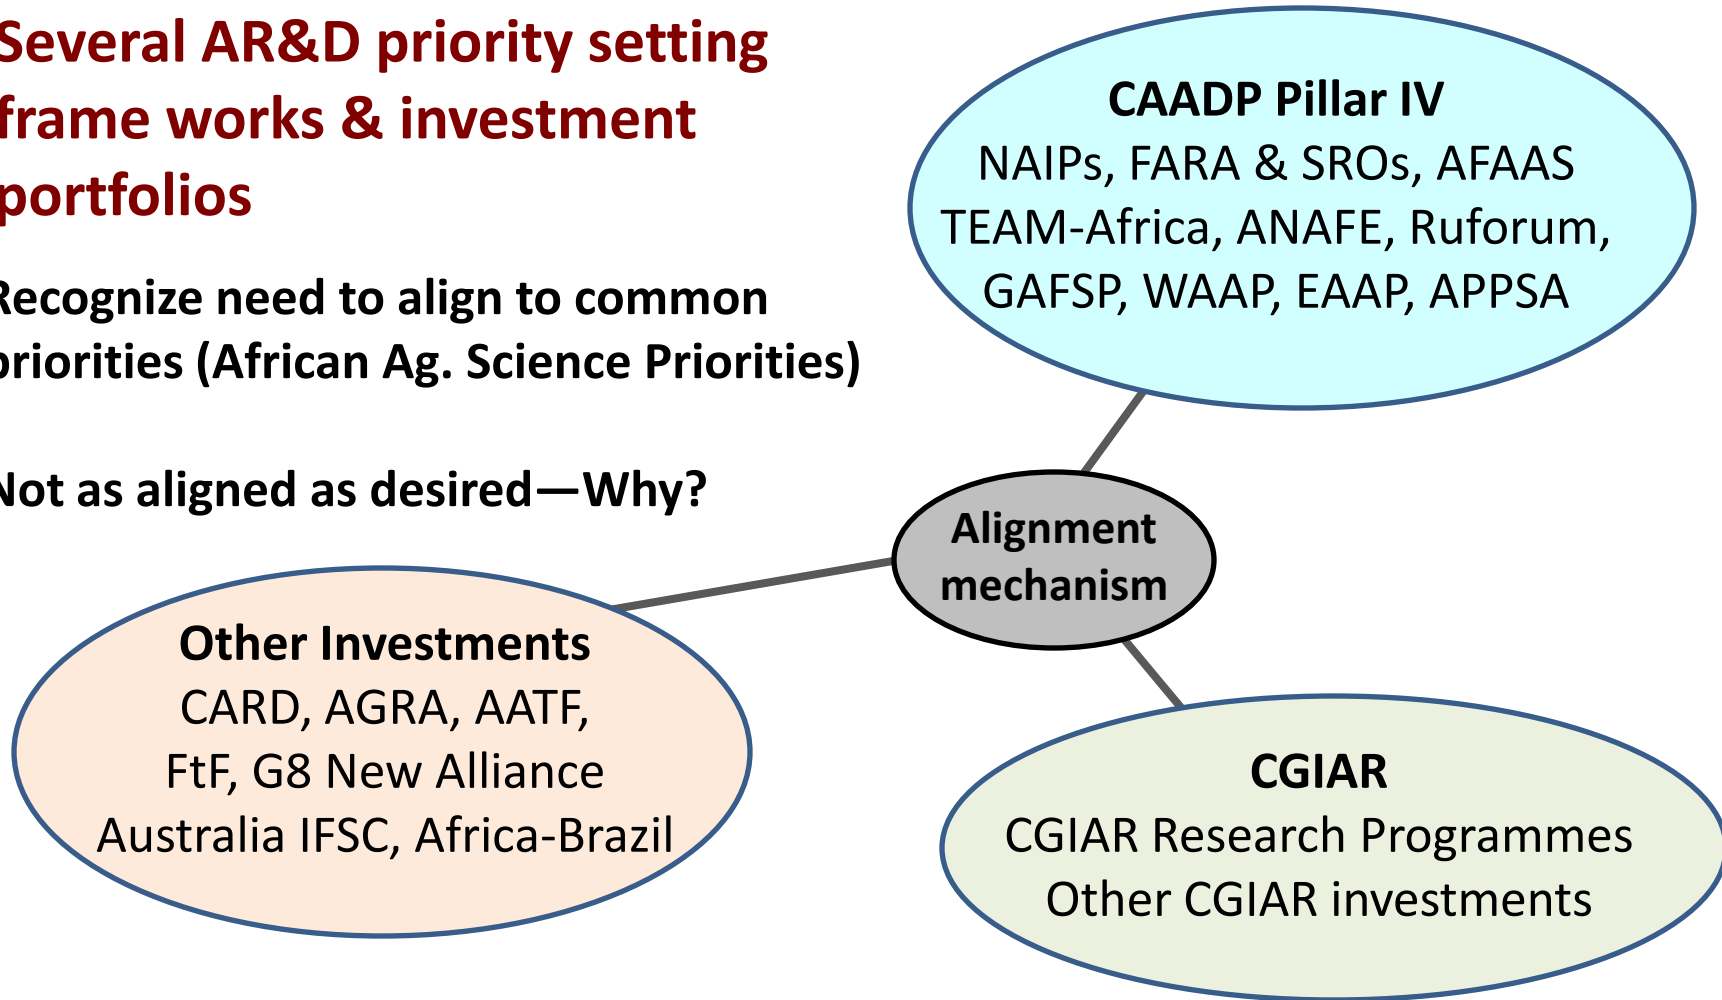 Several AR&D priority setting
frame works & investment
portfolios
Recognize need to align to common
priorities (African Ag. Science Priorities)
Not as aligned as desired—Why?
CAADP Pillar IV
NAIPs, FARA & SROs, AFAAS
TEAM-Africa, ANAFE, Ruforum,
GAFSP, WAAP, EAAP, APPSA
Alignment
mechanism
Other Investments
CARD, AGRA, AATF,
FtF, G8 New Alliance
Australia IFSC, Africa-Brazil
CGIAR
CGIAR Research Programmes
Other CGIAR investments